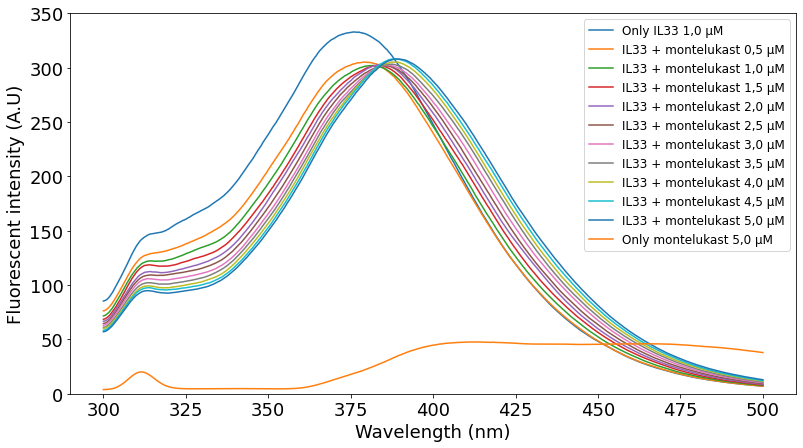 350
300
250
200
150
100
50
0
Fluorescent intensity (A.U)
Only IL33 1,0 µM
IL33 + montelukast 0,5 µM
IL33 + montelukast 1,0 µM
IL33 + montelukast 1,5 µM
IL33 + montelukast 2,0 µM
IL33 + montelukast 2,5 µM
IL33 + montelukast 3,0 µM
IL33 + montelukast 3,5 µM
IL33 + montelukast 4,0 µM
IL33 + montelukast 4,5 µM
IL33 + montelukast 5,0 µM
Only montelukast 5,0 µM
300 325 350 375 400 425 450 475 500
Wavelength (nm)